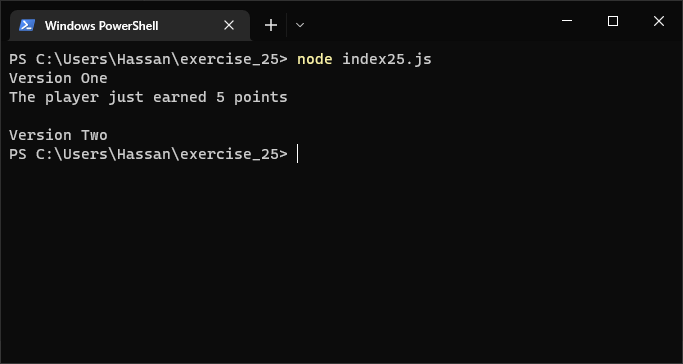 Windows PowerShell
PS C:\Users\Hassan\exercise_25> node index25.js
Version One
The player just earned 5 points

Version Two
PS C:\Users\Hassan\exercise_25>